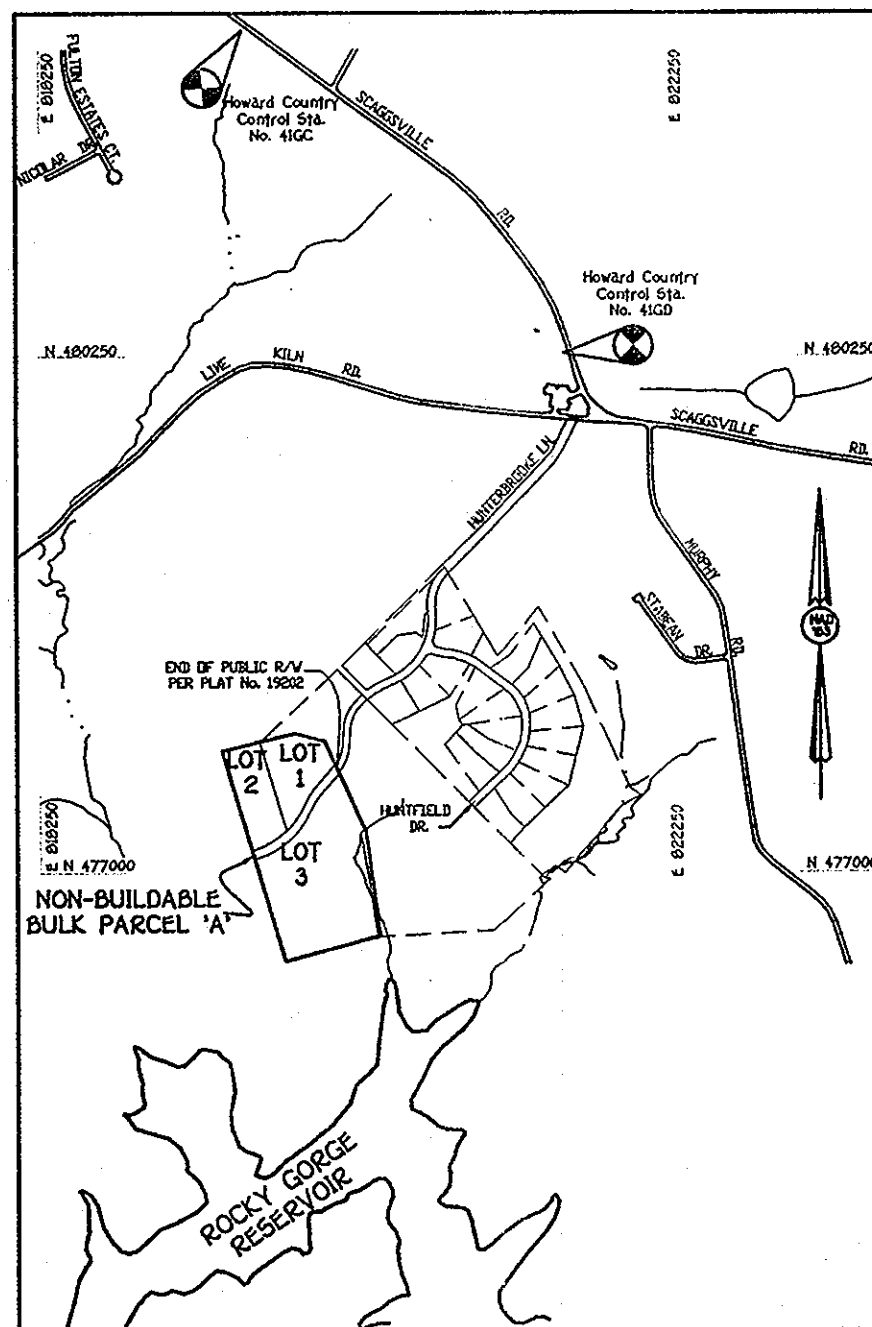 FULTON ESTATES CT.
NICOLAR DR.
E 818250
Howard Country
Control Sta.
No. 41GC
SCAGGSVILLE
RD.
E 822250
Howard Country
Control Sta.
No. 41GD
N 480250
N 480250
LIME KILN RD.
SCAGGSVILLE RD.
HUNTERBROOKE LN.
MURPHY RD.
STABEAN DR.
NAD
'83
END OF PUBLIC R/W
PER PLAT No. 19202
LOT
2
LOT
1
LOT
3
HUNTFIELD
DR.
E 818250
N 477000
E 822250
N 477000
NON-BUILDABLE
BULK PARCEL 'A'
ROCKY GORGE
RESERVOIR